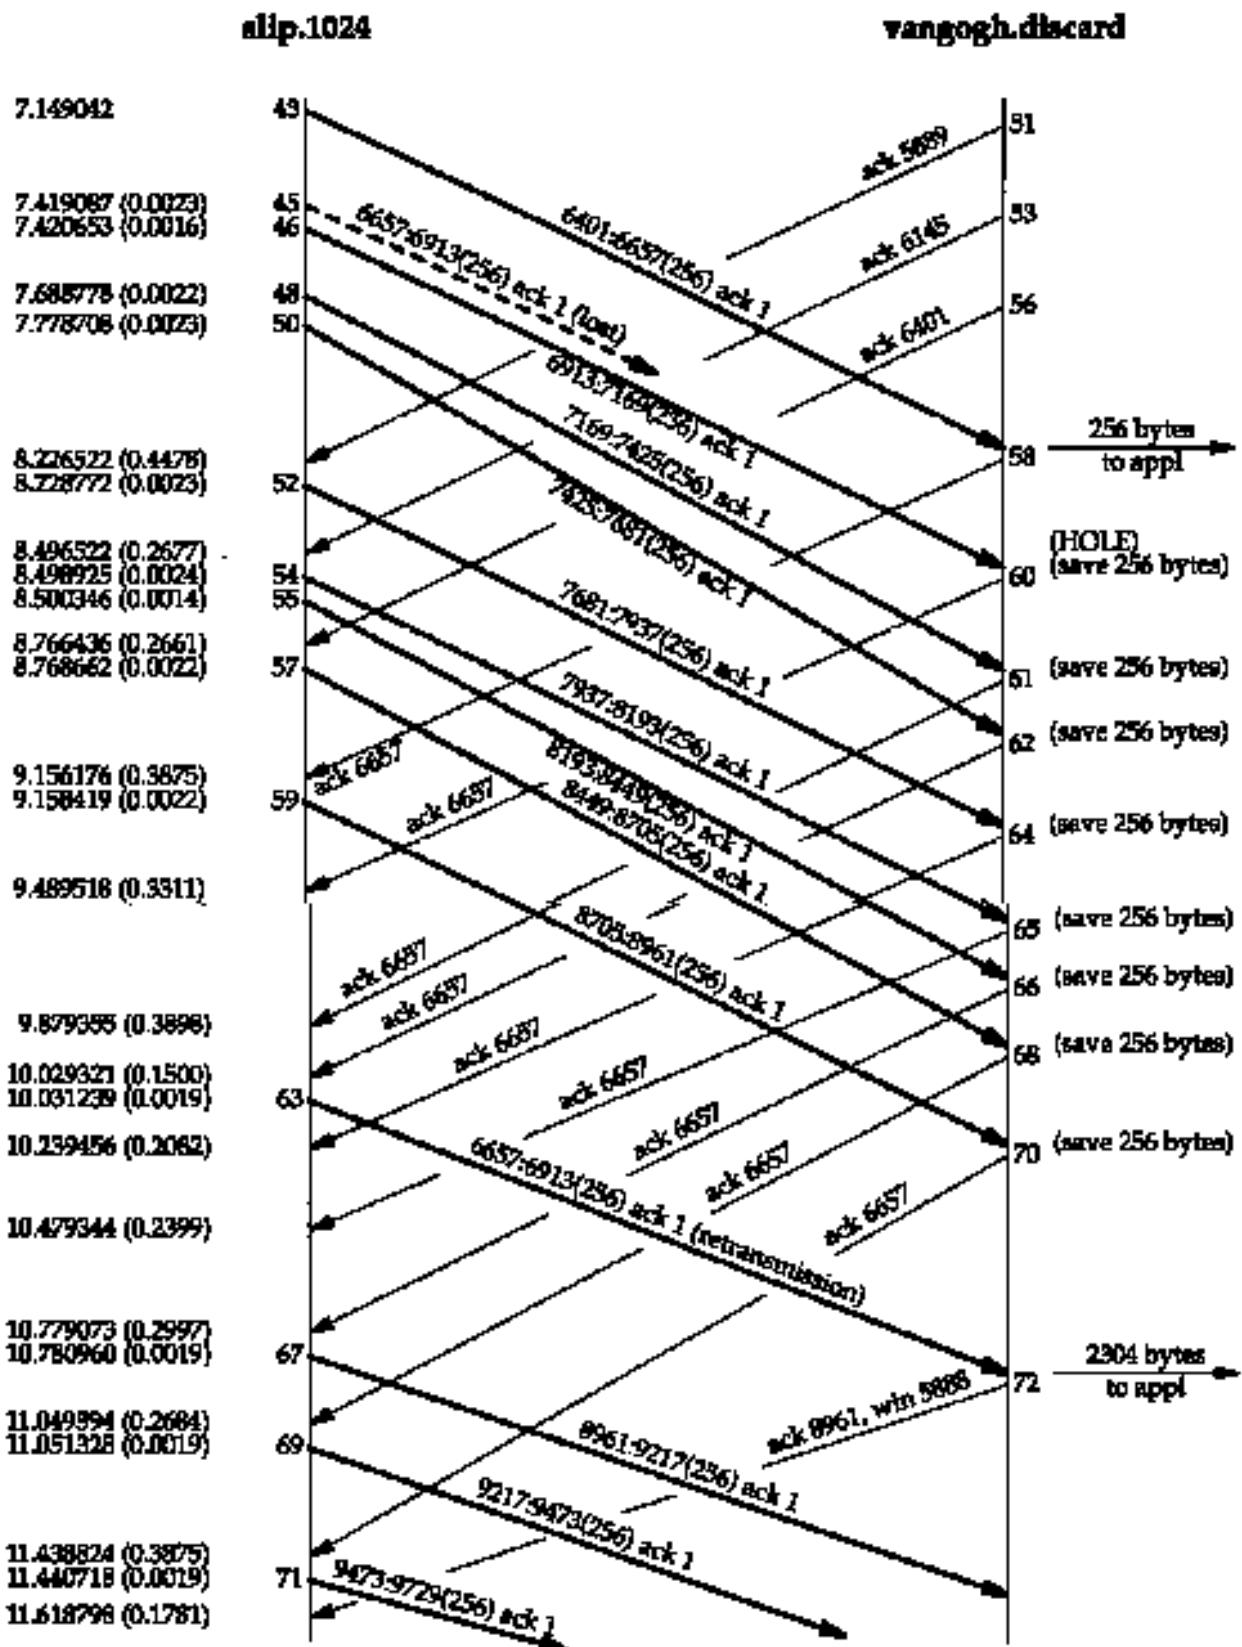 slip.1024
vangogh.discard
7.149042
43
51
ack 5889
7.419087 (0.0023)
45
53
7.420653 (0.0016)
46
6657:6913(256) ack 1 (lost)
6401:6657(256) ack 1
ack 6145
7.688778 (0.0022)
48
56
7.778708 (0.0023)
50
ack 6401
6913:7169(256) ack 1
7169:7425(256) ack 1
256 bytes
to appl
58
8.226522 (0.4478)
8.228772 (0.0023)
52
7425:7681(256) ack 1
8.496522 (0.2677)
8.498925 (0.0024)
54
8.500346 (0.0014)
55
(HOLE)
(save 256 bytes)
60
7681:7937(256) ack 1
8.766436 (0.2661)
8.768662 (0.0022)
57
61
(save 256 bytes)
7937:8193(256) ack 1
62
(save 256 bytes)
8193:8449(256) ack 1
8449:8705(256) ack 1
9.156176 (0.3875)
9.158419 (0.0022)
59
ack 6657
ack 6657
64
(save 256 bytes)
9.489518 (0.3311)
8705:8961(256) ack 1
65
(save 256 bytes)
ack 6657
66
(save 256 bytes)
9.879355 (0.3898)
ack 6657
68
(save 256 bytes)
10.029321 (0.1500)
10.031239 (0.0019)
63
ack 6657
ack 6657
10.239456 (0.2082)
6657:6913(256) ack 1 (retransmission)
ack 6657
ack 6657
ack 6657
70
(save 256 bytes)
10.479344 (0.2399)
10.779073 (0.2997)
10.780960 (0.0019)
67
2304 bytes
to appl
72
ack 8961, win 5888
11.049394 (0.2684)
11.051328 (0.0019)
69
8961:9217(256) ack 1
9217:9473(256) ack 1
11.438824 (0.3875)
11.440718 (0.0019)
71
9473:9729(256) ack 1
11.618798 (0.1781)